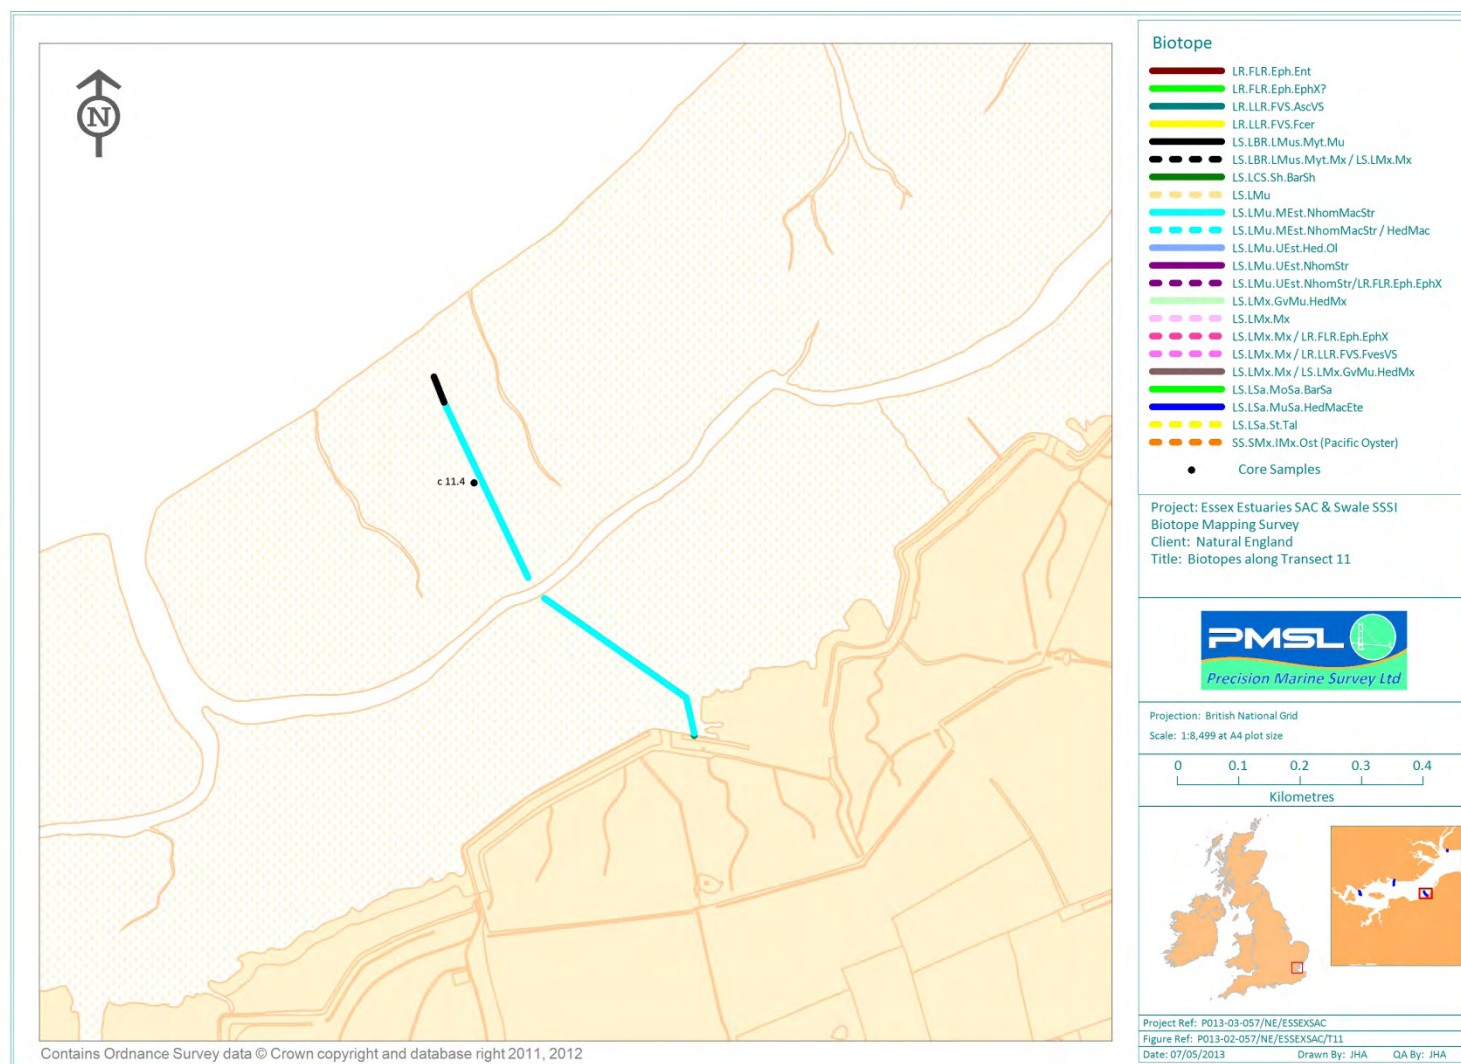 N
c 11.4
Contains Ordnance Survey data © Crown copyright and database right 2011, 2012
Biotope
LR.FLR.Eph.Ent
LR.FLR.Eph.EphX?
LR.LLR.FVS.AscVS
LR.LLR.FVS.Fcer
LS.LBR.LMus.Myt.Mu
LS.LBR.LMus.Myt.Mx / LS.LMx.Mx
LS.LCS.Sh.BarSh
LS.LMu
LS.LMu.MEst.NhomMacStr
LS.LMu.MEst.NhomMacStr / HedMac
LS.LMu.UEst.Hed.Ol
LS.LMu.UEst.NhomStr
LS.LMu.UEst.NhomStr/LR.FLR.Eph.EphX
LS.LMx.GvMu.HedMx
LS.LMx.Mx
LS.LMx.Mx / LR.FLR.Eph.EphX
LS.LMx.Mx / LR.LLR.FVS.FvesVS
LS.LMx.Mx / LS.LMx.GvMu.HedMx
LS.LSa.MoSa.BarSa
LS.LSa.MuSa.HedMacEte
LS.LSa.St.Tal
SS.SMx.IMx.Ost (Pacific Oyster)
Core Samples
Project: Essex Estuaries SAC & Swale SSSI
Biotope Mapping Survey
Client: Natural England
Title: Biotopes along Transect 11
PMSL
Precision Marine Survey Ltd
Projection: British National Grid
Scale: 1:8,499 at A4 plot size
0 0.1 0.2 0.3 0.4
Kilometres
Project Ref: P013-03-057/NE/ESSEXSAC
Figure Ref: P013-02-057/NE/ESSEXSAC/T11
Date: 07/05/2013 Drawn By: JHA QA By: JHA